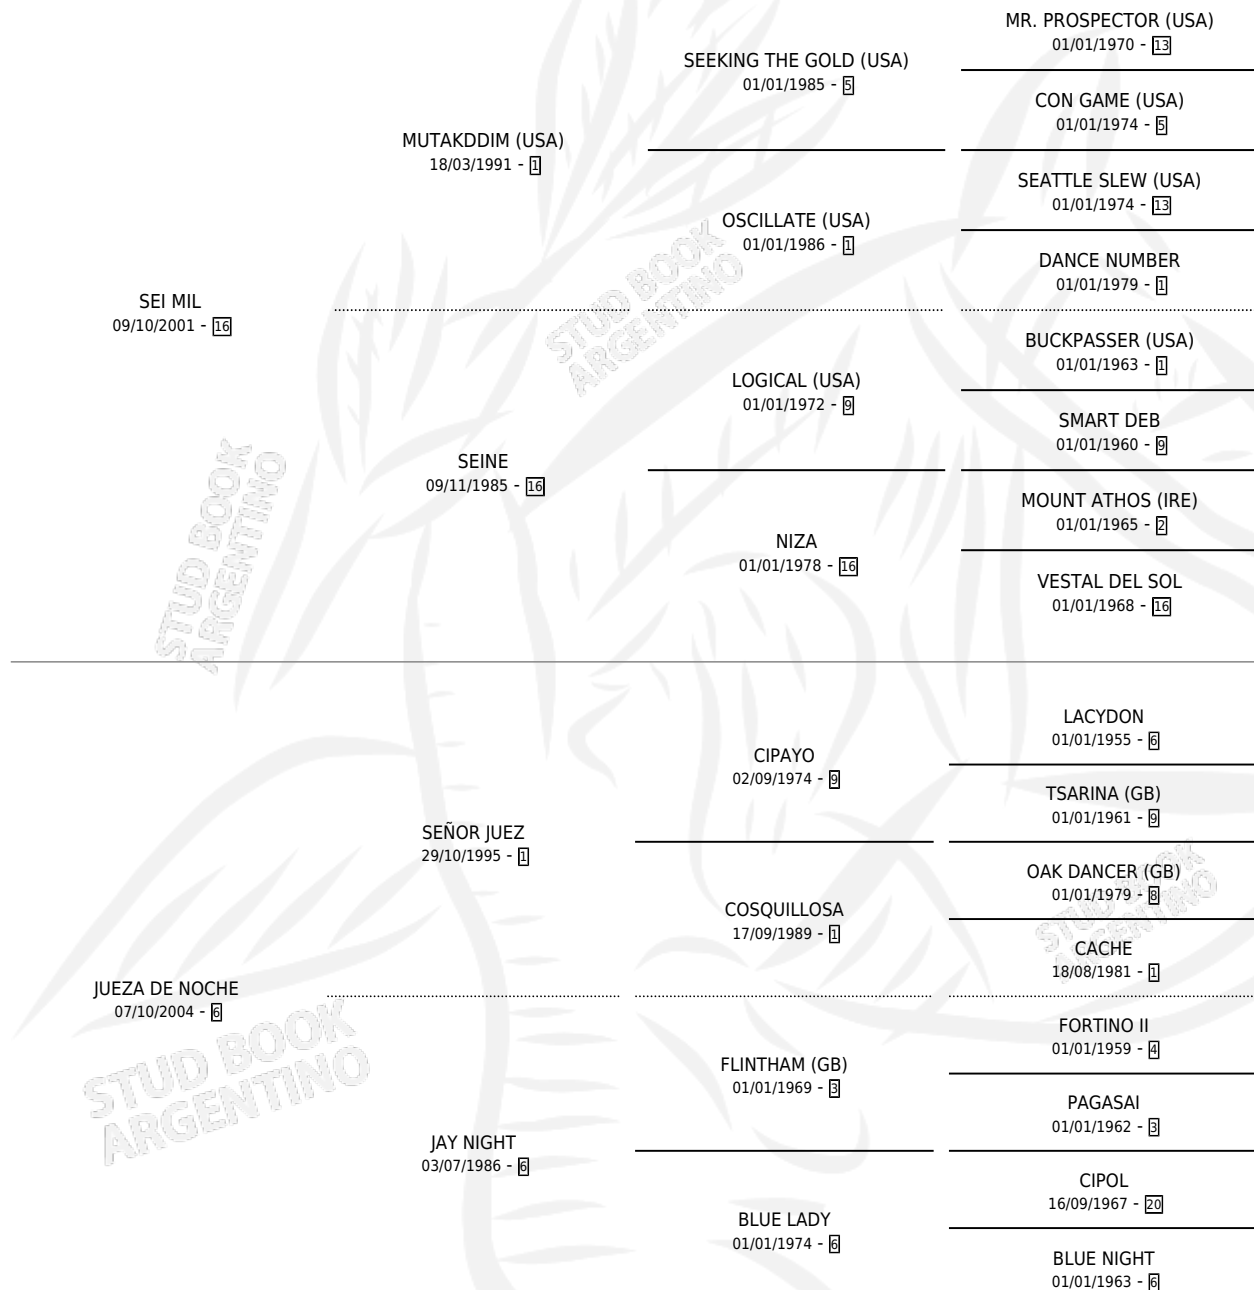 MR. PROSPECTOR (USA)
01/01/1970 - 13
SEEKING THE GOLD (USA)
01/01/1985 - 5
CON GAME (USA)
01/01/1974 - 5
MUTAKDDIM (USA)
18/03/1991 - 1
SEATTLE SLEW (USA)
01/01/1974 - 13
OSCILLATE (USA)
01/01/1986 - 1
DANCE NUMBER
01/01/1979 - 1
SEI MIL
09/10/2001 - 16
STUD BOOK
ARGENTINO
BUCKPASSER (USA)
01/01/1963 - 1
LOGICAL (USA)
01/01/1972 - 9
SMART DEB
01/01/1960 - 9
SEINE
09/11/1985 - 16
MOUNT ATHOS (IRE)
01/01/1965 - 2
NIZA
01/01/1978 - 16
VESTAL DEL SOL
01/01/1968 - 16
STUD BOOK
ARGENTINO
LACYDON
01/01/1955 - 6
CIPAYO
02/09/1974 - 9
TSARINA (GB)
01/01/1961 - 9
SEÑOR JUEZ
29/10/1995 - 1
OAK DANCER (GB)
01/01/1979 - 8
COSQUILLOSA
17/09/1989 - 1
STUD BOOK
ARGENTINO
CACHE
18/08/1981 - 1
JUEZA DE NOCHE
07/10/2004 - 6
FORTINO II
01/01/1959 - 4
FLINTHAM (GB)
01/01/1969 - 3
PAGASAI
01/01/1962 - 3
STUD BOOK
ARGENTINO
JAY NIGHT
03/07/1986 - 6
CIPOL
16/09/1967 - 20
BLUE LADY
01/01/1974 - 6
BLUE NIGHT
01/01/1963 - 6